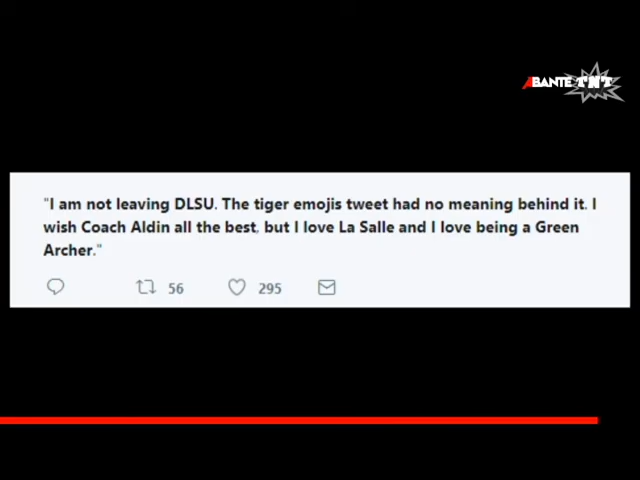 ABANTE TNT
"I am not leaving DLSU. The tiger emojis tweet had no meaning behind it. I
wish Coach Aldin all the best, but I love La Salle and I love being a Green
Archer."
56 295